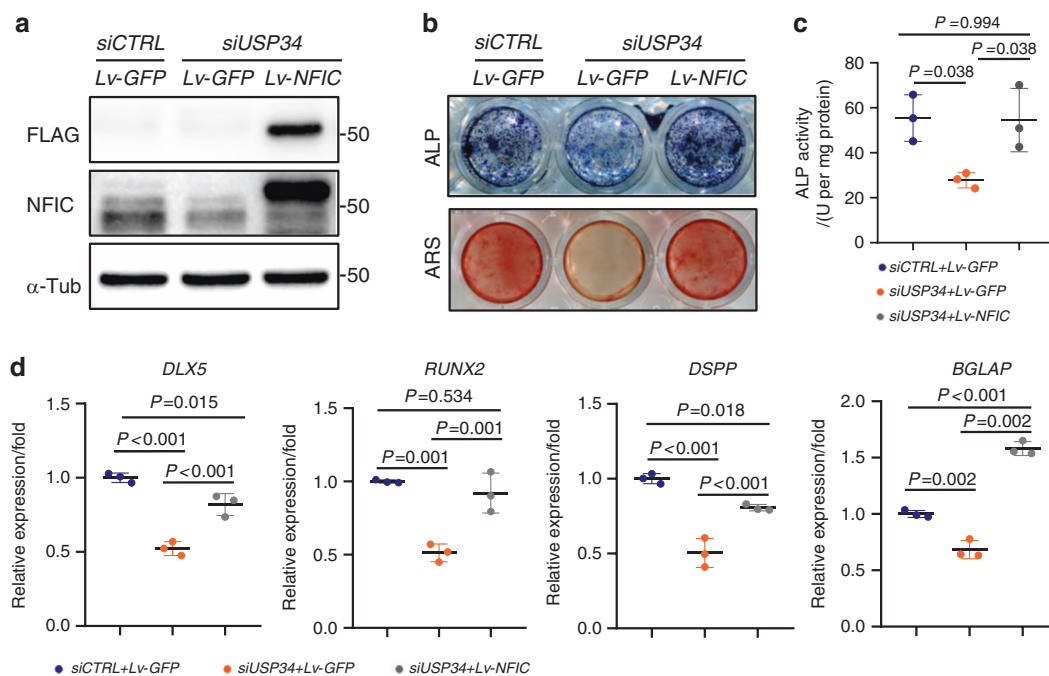 a
siCTRL siUSP34
Lv-GFP Lv-GFP Lv-NFIC
FLAG
-50
NFIC
-50
α-Tub
-50
b
siCTRL siUSP34
Lv-GFP Lv-GFP Lv-NFIC
ALP
ARS
c
P=0.994
P=0.038
P=0.038
80
60
40
20
0
ALP activity
/(U per mg protein)
siCTRL+Lv-GFP
siUSP34+Lv-GFP
siUSP34+Lv-NFIC
d
DLX5
P=0.015
P<0.001
P<0.001
1.5
1.0
0.5
0.0
Relative expression/fold
RUNX2
P=0.534
P=0.001
P=0.001
1.5
1.0
0.5
0.0
Relative expression/fold
DSPP
P=0.018
P<0.001
P<0.001
1.5
1.0
0.5
0.0
Relative expression/fold
BGLAP
P<0.001
P=0.002
P=0.002
2.0
1.5
1.0
0.5
0.0
Relative expression/fold
siCTRL+Lv-GFP siUSP34+Lv-GFP siUSP34+Lv-NFIC